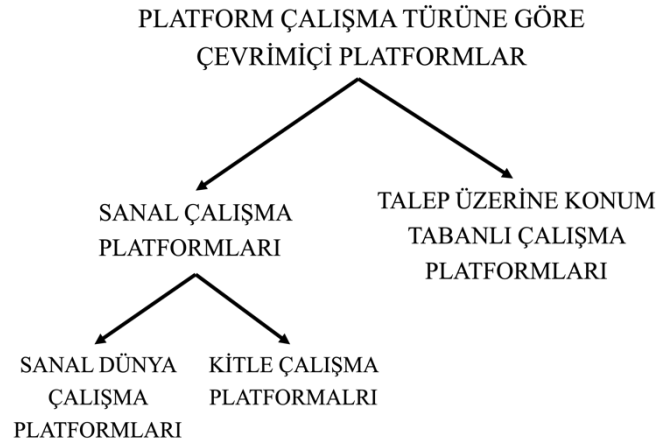 PLATFORM ÇALIŞMA TÜRÜNE GÖRE
ÇEVRİMİÇİ PLATFORMLAR
SANAL ÇALIŞMA
PLATFORMLARI
TALEP ÜZERİNE KONUM
TABANLI ÇALIŞMA
PLATFORMLARI
SANAL DÜNYA
ÇALIŞMA
PLATFORMLARI
KİTLE ÇALIŞMA
PLATFORMALRI